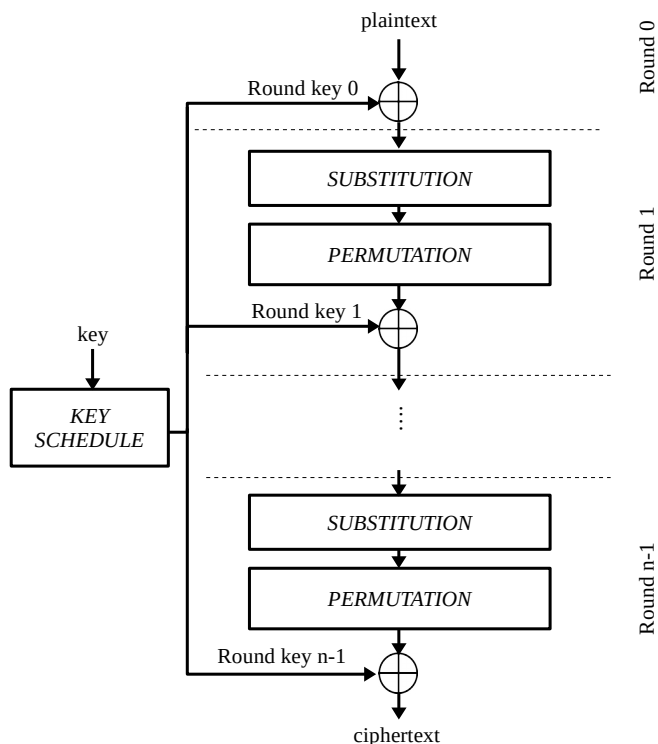 plaintext
Round 0
Round key 0
SUBSTITUTION
Round 1
PERMUTATION
Round key 1
key
KEY
SCHEDULE
...
SUBSTITUTION
Round n-1
PERMUTATION
Round key n-1
ciphertext